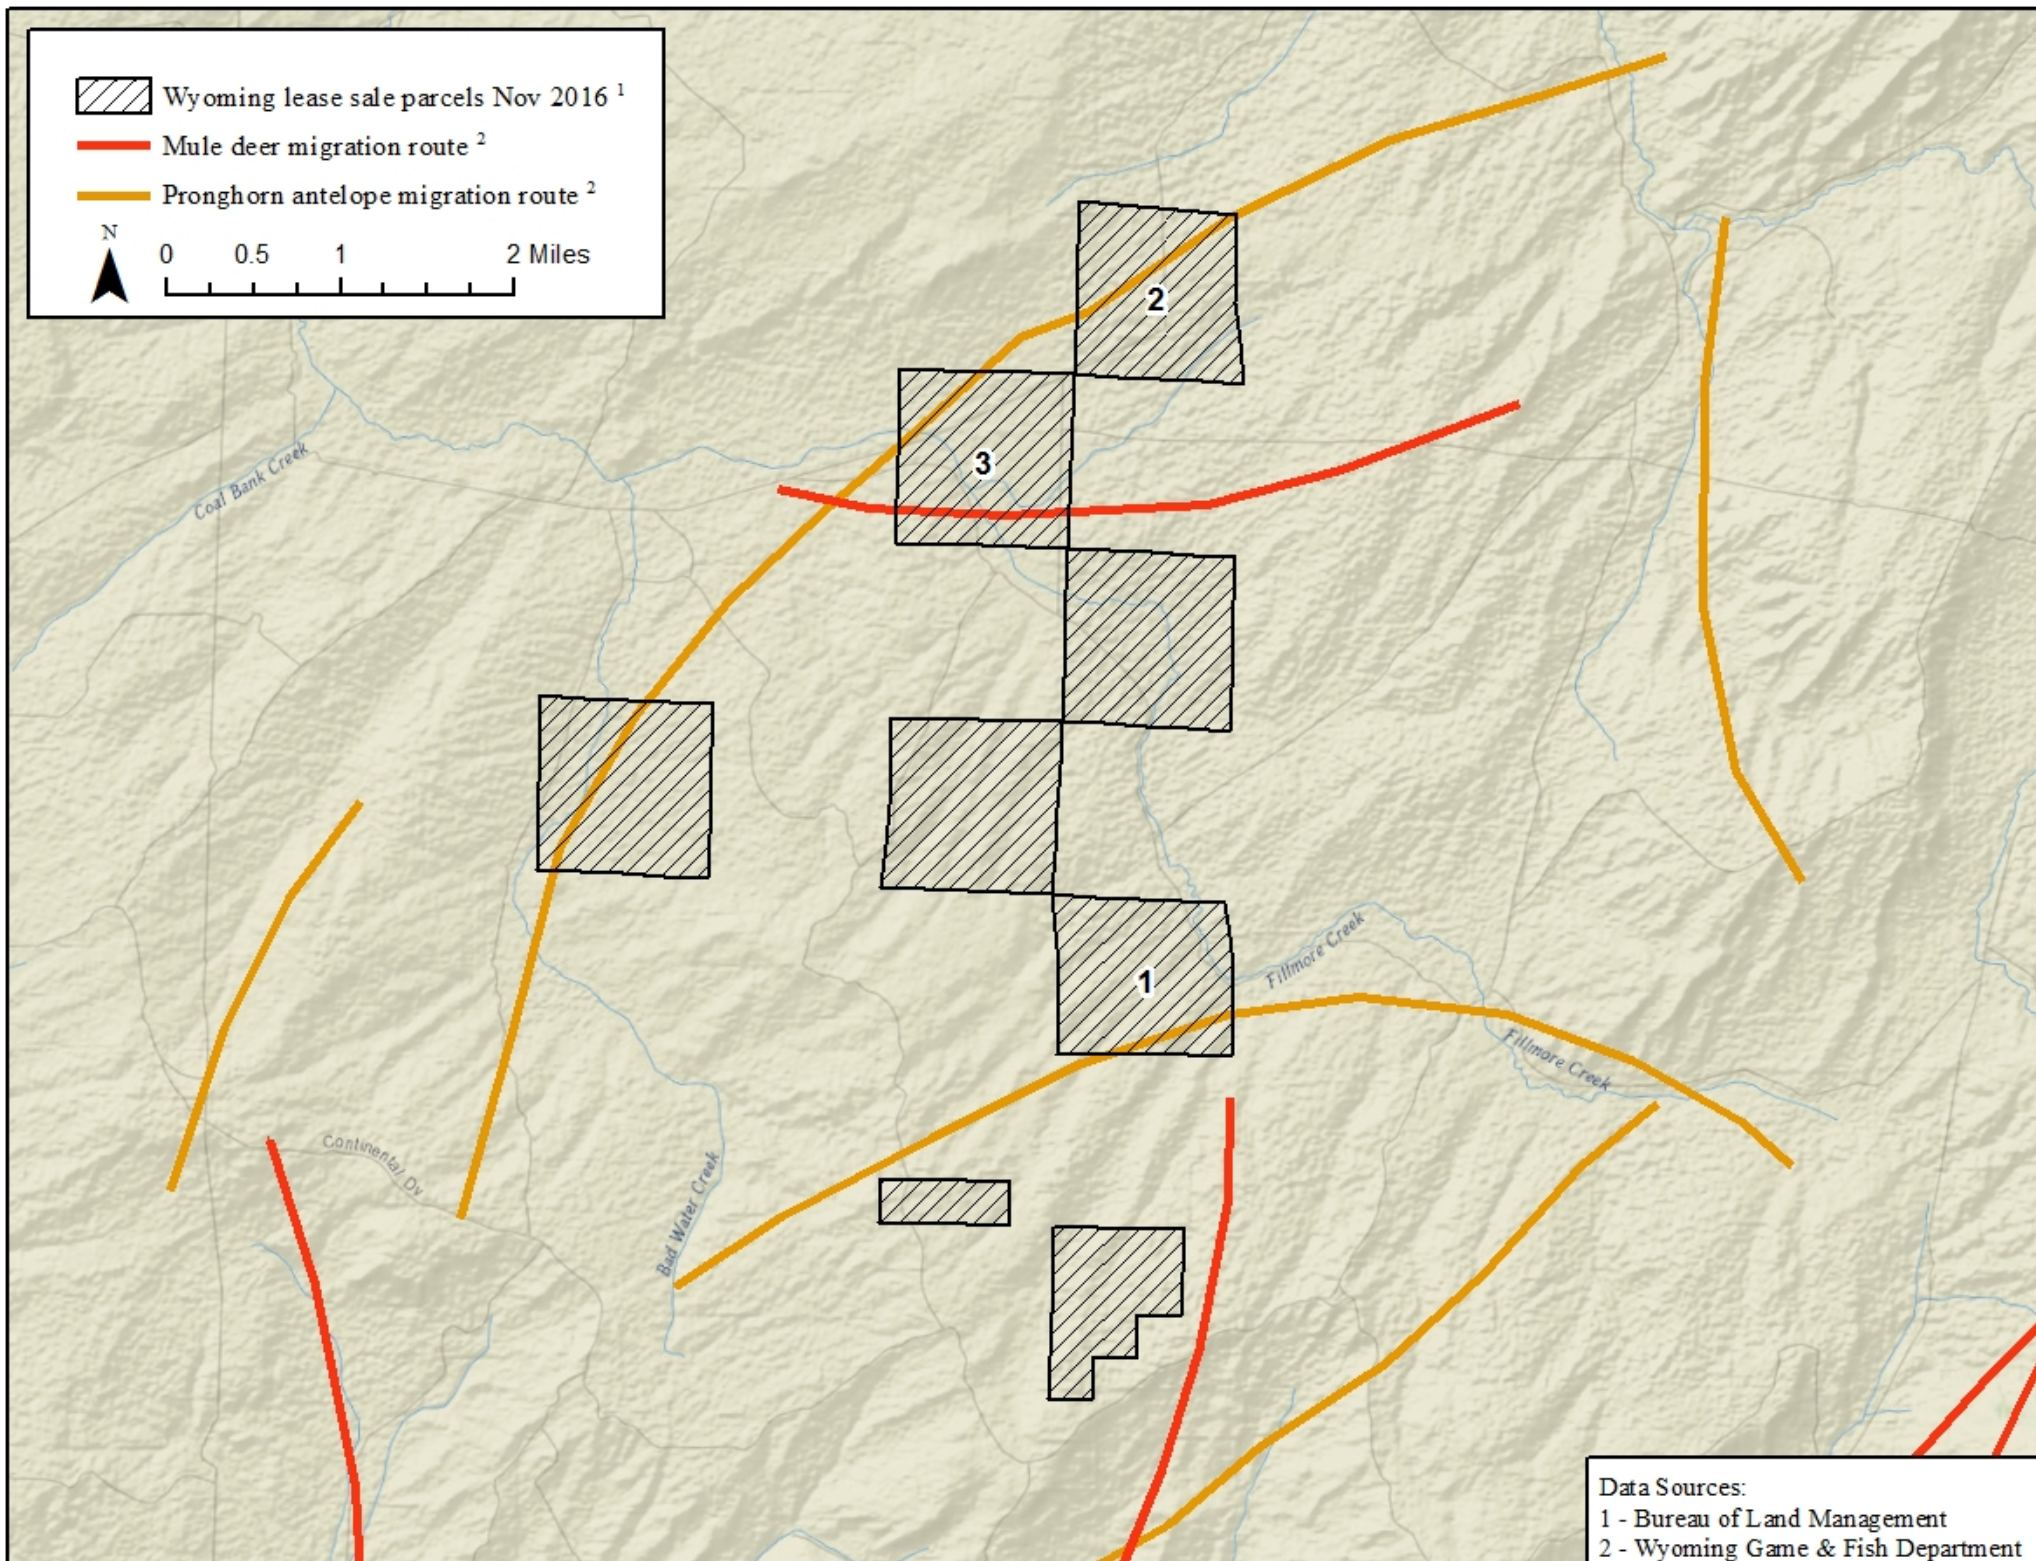 Wyoming lease sale parcels Nov 2016 1
Mule deer migration route 2
Pronghorn antelope migration route 2
N
0 0.5 1 2 Miles
2
3
Coal Bank Creek
1
Fillmore Creek
Fillmore Creek
Continental Dv
Bad Water Creek
Data Sources:
1 - Bureau of Land Management
2 - Wyoming Game & Fish Department